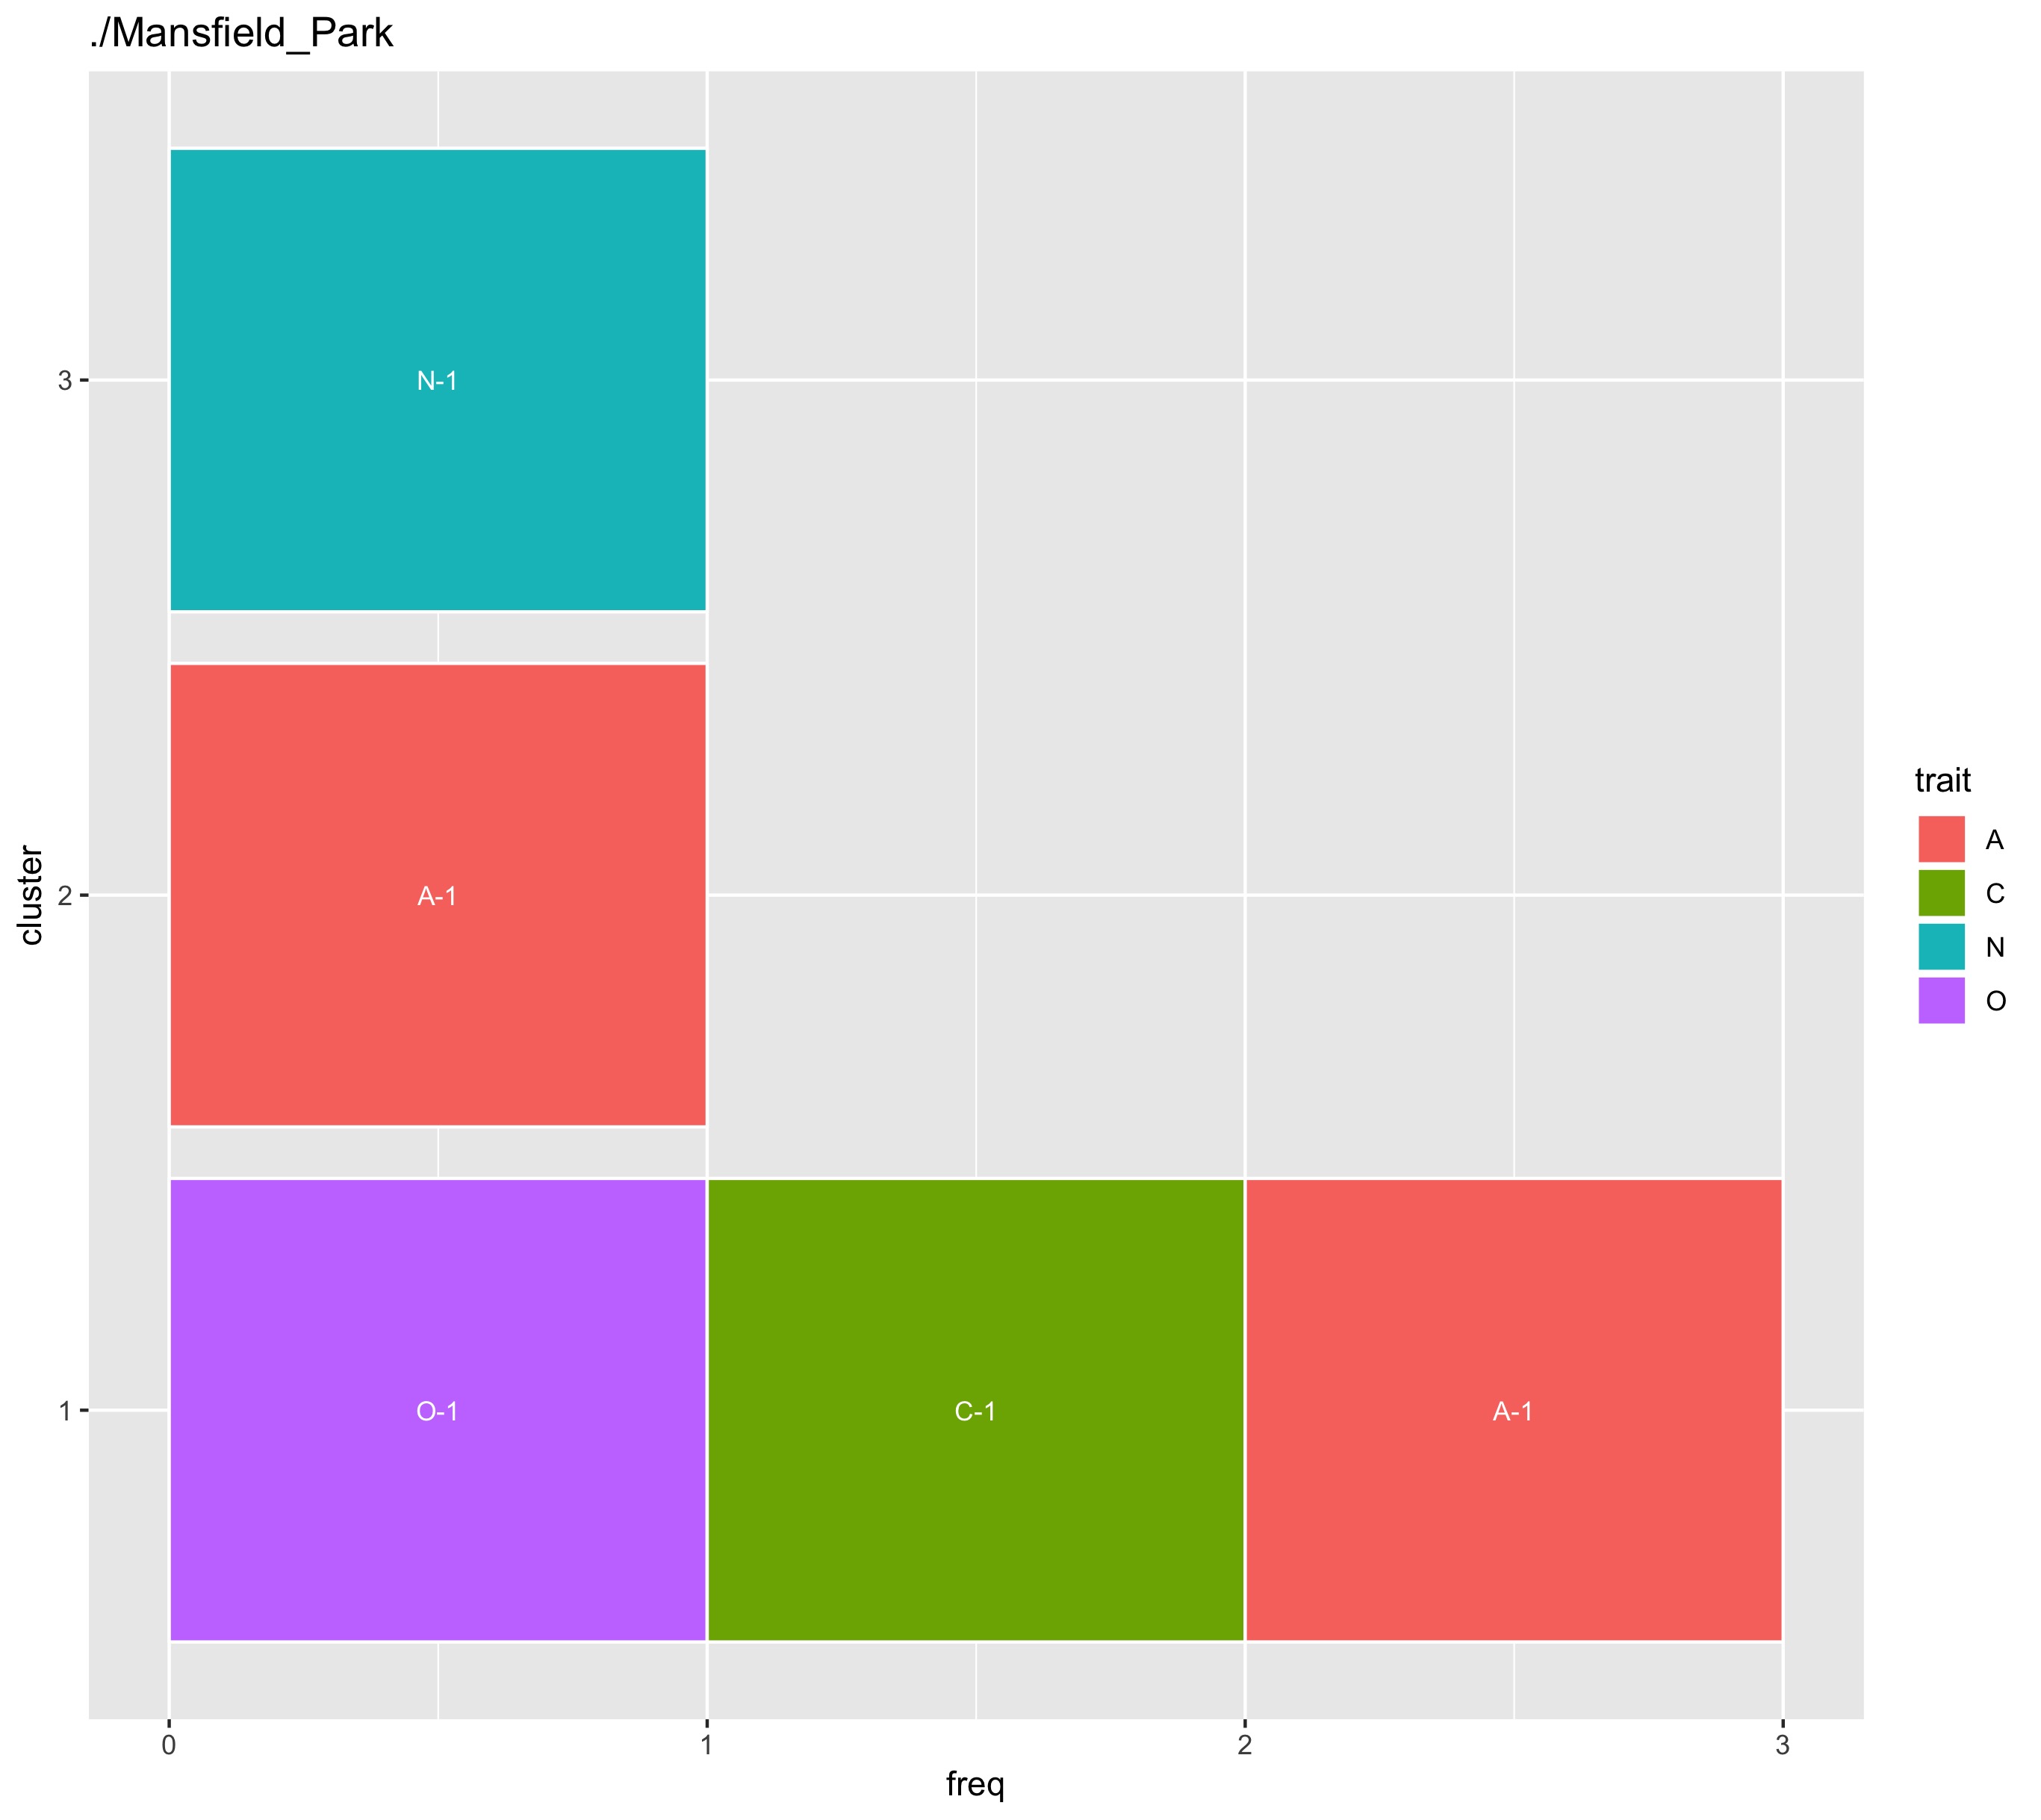 ./Mansfield_Park
cluster
3
N-1
2
A-1
1
O-1
C-1
A-1
0
1
2
3
freq
trait
A
C
N
O